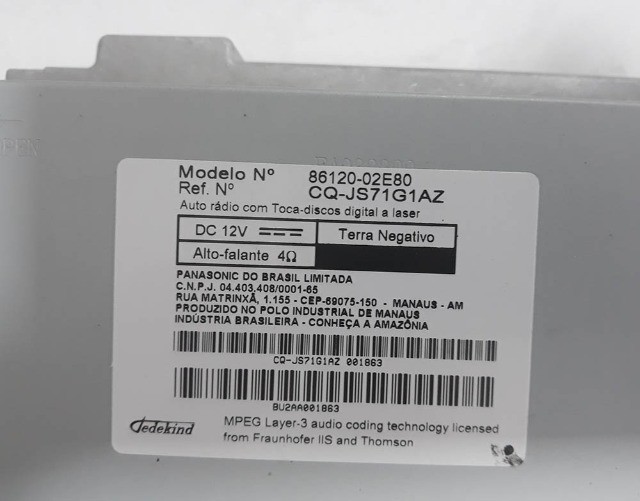 OPEN
Modelo Nº 86120-02E80
Ref. Nº CQ-JS71G1AZ
Auto rádio com Toca-discos digital a laser
DC 12V Terra Negativo
Alto-falante 4Ω
PANASONIC DO BRASIL LIMITADA
C.N.P.J. 04.403.408/0001-65
RUA MATRINXÃ, 1.155 - CEP-69075-150 - MANAUS - AM
PRODUZIDO NO POLO INDUSTRIAL DE MANAUS
INDÚSTRIA BRASILEIRA - CONHEÇA A AMAZÔNIA
CQ-JS71G1AZ 001863
BU2AA001863
Dedekind
MPEG Layer-3 audio coding technology licensed
from Fraunhofer IIS and Thomson